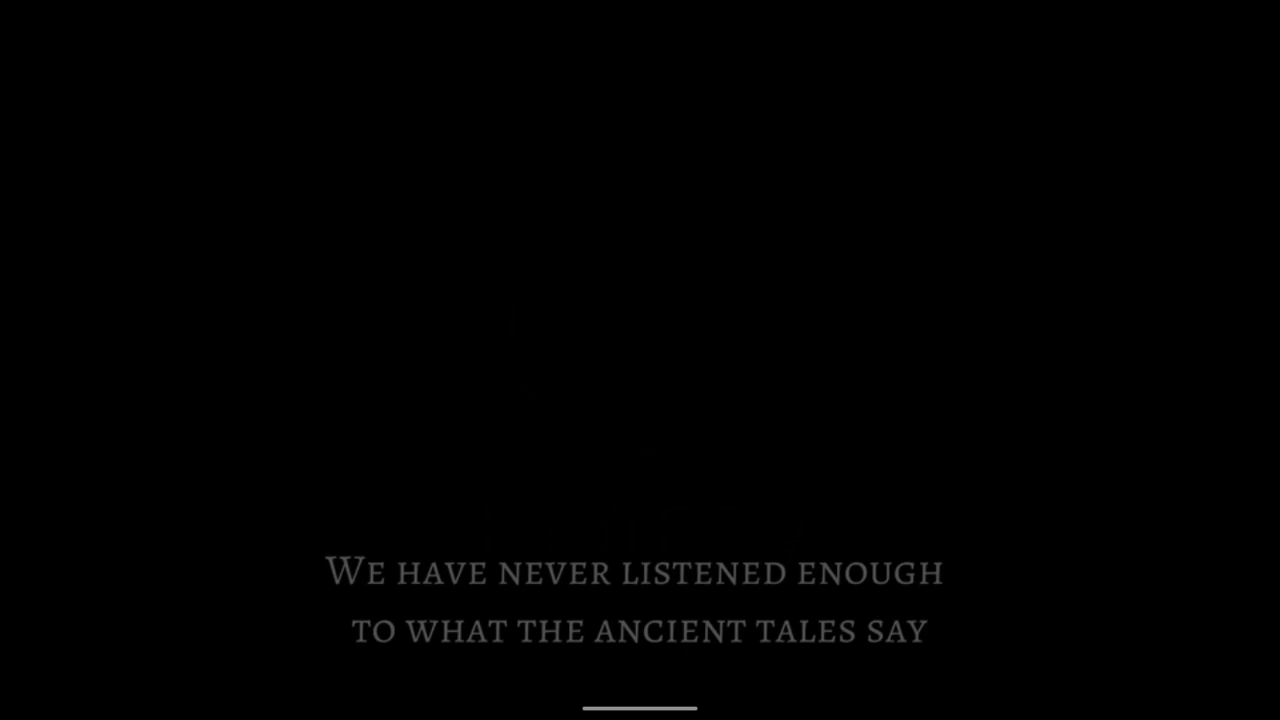 We have never listened enough
to what the ancient tales say